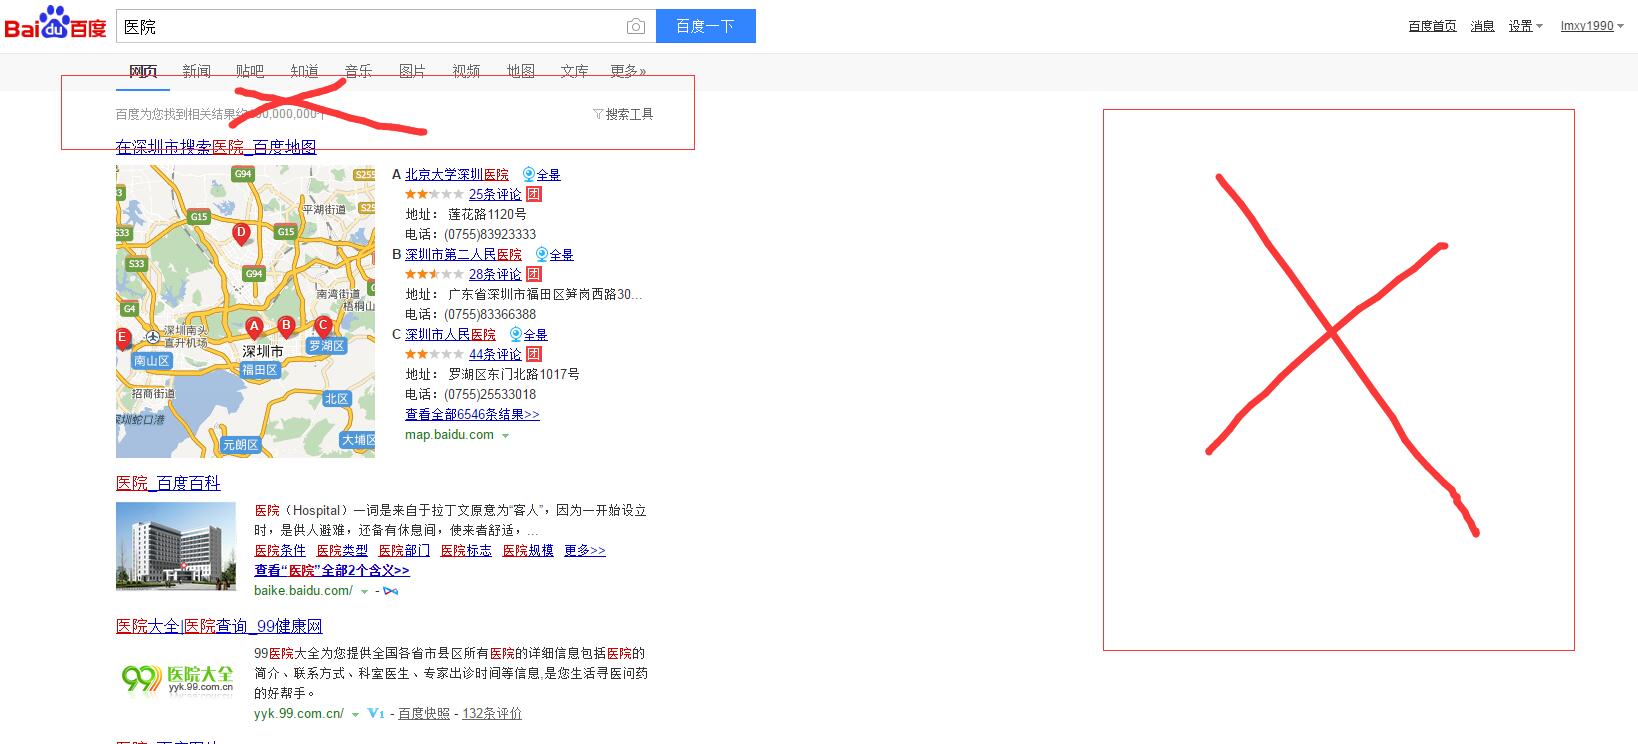 Bai du 百度
医院
百度一下
百度首页 消息 设置 lmxy1990
网页 新闻 贴吧 知道 音乐 图片 视频 地图 文库 更多»
百度为您找到相关结果约 00,000,000个
搜索工具
在深圳市搜索医院_百度地图
G94
S255
G15
平湖街道
S25
S33
D
G15
S33
G94
南湾街道
梧桐山
G4
E
深圳南头
直升机场
A
B
C
深圳市
罗湖区
南山区
福田区
招商街道
北区
深圳蛇口港
元朗区
大埔区
A 北京大学深圳医院 全景
25条评论 团
地址: 莲花路1120号
电话: (0755)83923333
B 深圳市第二人民医院 全景
28条评论 团
地址: 广东省深圳市福田区笋岗西路30...
电话: (0755)83366388
C 深圳市人民医院 全景
44条评论 团
地址: 罗湖区东门北路1017号
电话: (0755)25533018
查看全部6546条结果>>
map.baidu.com
医院_百度百科
医院（Hospital）一词是来自于拉丁文原意为“客人”，因为一开始设立
时，是供人避难，还备有休息间，使来者舒适，...
医院条件 医院类型 医院部门 医院标志 医院规模 更多>>
查看“医院”全部2个含义>>
baike.baidu.com/ -
医院大全|医院查询_99健康网
99 医院大全
yyk.99.com.cn
99医院大全为您提供全国各省市县区所有医院的详细信息包括医院的
简介、联系方式、科室医生、专家出诊时间等信息,是您生活寻医问药
的好帮手。
yyk.99.com.cn/ V1 - 百度快照 - 132条评价